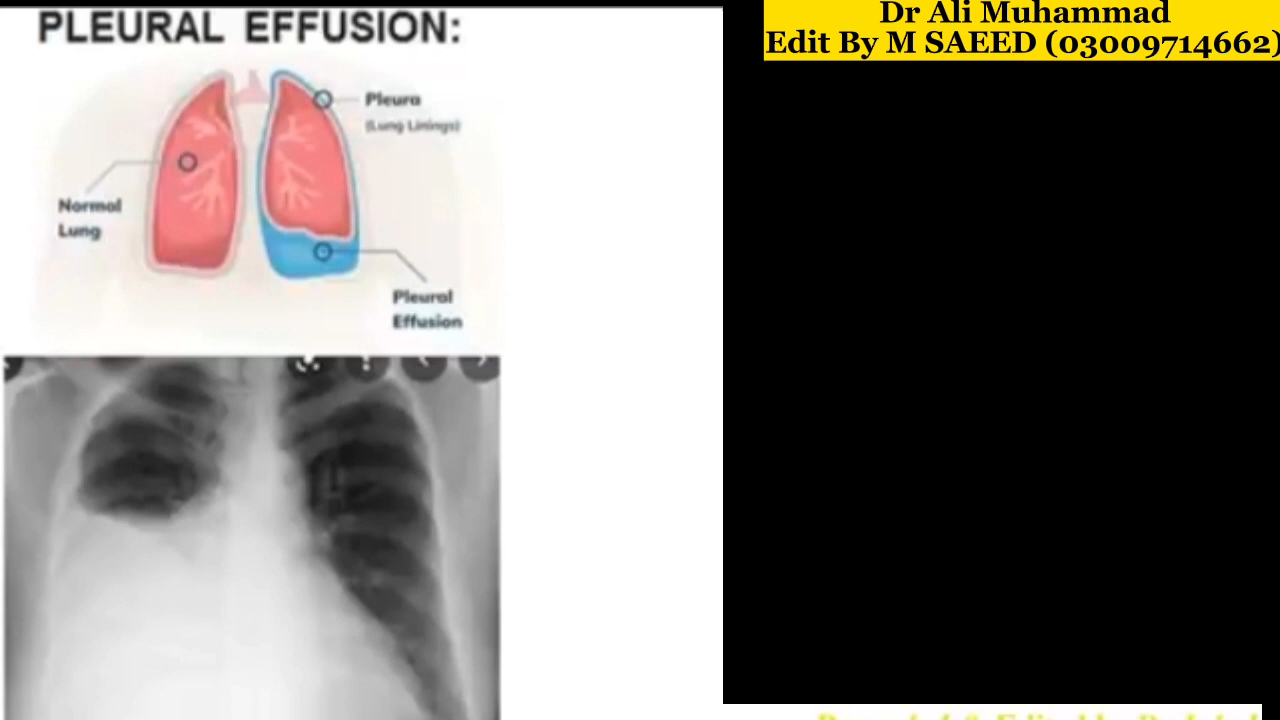 PLEURAL EFFUSION:
Dr Ali Muhammad
Edit By M SAEED (03009714662)
Pleura
(Lung Linings)
Normal
Lung
Pleural
Effusion